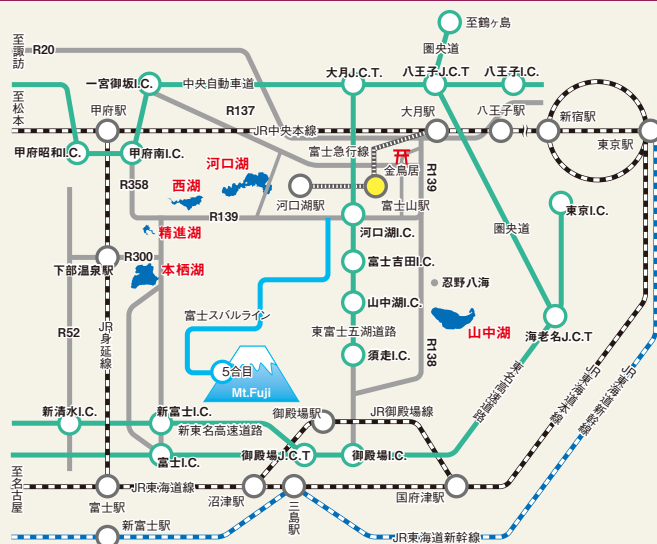 至鶴ヶ島
至諏訪
R20
圏央道
一宮御坂I.C.
中央自動車道
大月J.C.T.
八王子J.C.T
八王子I.C.
至松本
甲府駅
R137
大月駅
八王子駅
新宿駅
JR中央本線
東京駅
甲府昭和I.C.
甲府南I.C.
富士急行線
河口湖
金鳥居
R139
R358
西湖
河口湖駅
富士山駅
東京I.C.
R139
精進湖
河口湖I.C.
圏央道
R300
下部温泉駅
本栖湖
富士吉田I.C.
忍野八海
山中湖I.C.
富士スバルライン
R52
JR身延線
東富士五湖道路
山中湖
海老名J.C.T
R138
須走I.C.
5合目
Mt.Fuji
東名高速道路
JR東海道本線
JR東海道新幹線
新清水I.C.
新富士I.C.
御殿場駅
JR御殿場線
新東名高速道路
富士I.C.
御殿場J.C.T
御殿場I.C.
至名古屋
JR東海道線
富士駅
沼津駅
三島駅
国府津駅
新富士駅
JR東海道新幹線